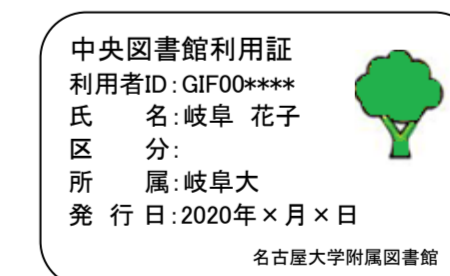 中央図書館利用証
利用者ID:GIF00****
氏　　名:岐阜　花子
区　　分:
所　　属:岐阜大
発 行 日:2020年×月×日
名古屋大学附属図書館